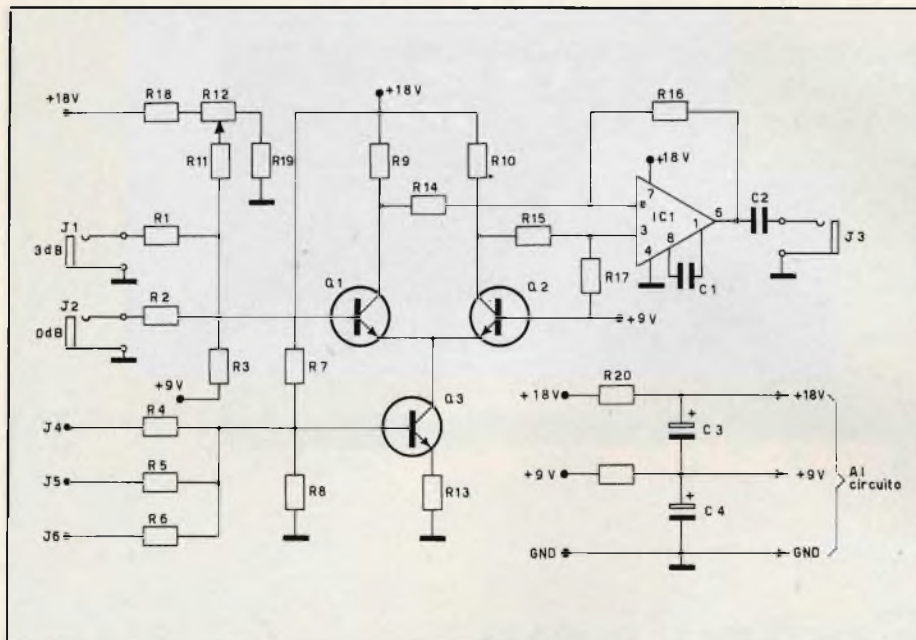 +18V
R18
R12
R11
R19
+18V
R9
R10
R16
R14
+18V
7
e
IC1
3
8
1
6
4
C2
C1
J3
R15
R17
J1
3dB
R1
J2
0dB
R2
Q1
Q2
+9V
R3
R7
+9V
J4
R4
Q3
J5
R5
R8
R13
J6
R6
+18V
R20
+18V
+
C3
+9V
+9V
+
C4
GND
GND
Al
circuito